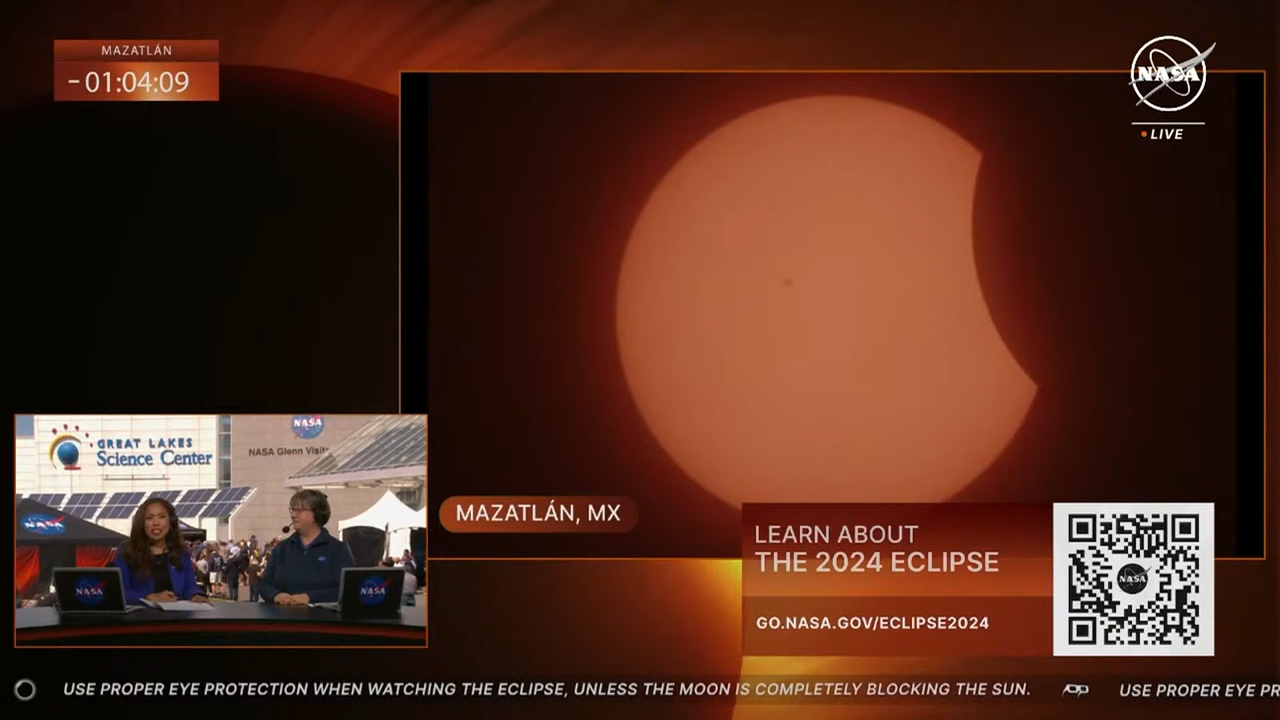 MAZATLÁN
-01:04:09
NASA
LIVE
GREAT LAKES
Science Center
NASA
NASA Glenn
NASA
NASA
NASA
MAZATLÁN, MX
LEARN ABOUT
THE 2024 ECLIPSE
GO.NASA.GOV/ECLIPSE2024
NASA
USE PROPER EYE PROTECTION WHEN WATCHING THE ECLIPSE, UNLESS THE MOON IS COMPLETELY BLOCKING THE SUN. USE PROPER EYE PR